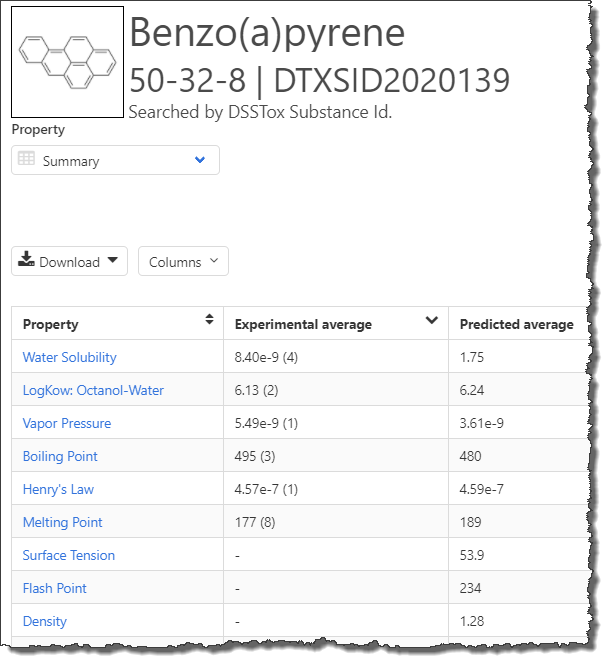 Benzo(a)pyrene
50-32-8 | DTXSID2020139
Searched by DSSTox Substance Id.
Property
Summary
Download Columns
Property Experimental average Predicted average
Water Solubility 8.40e-9 (4) 1.75
LogKow: Octanol-Water 6.13 (2) 6.24
Vapor Pressure 5.49e-9 (1) 3.61e-9
Boiling Point 495 (3) 480
Henry's Law 4.57e-7 (1) 4.59e-7
Melting Point 177 (8) 189
Surface Tension - 53.9
Flash Point - 234
Density - 1.28